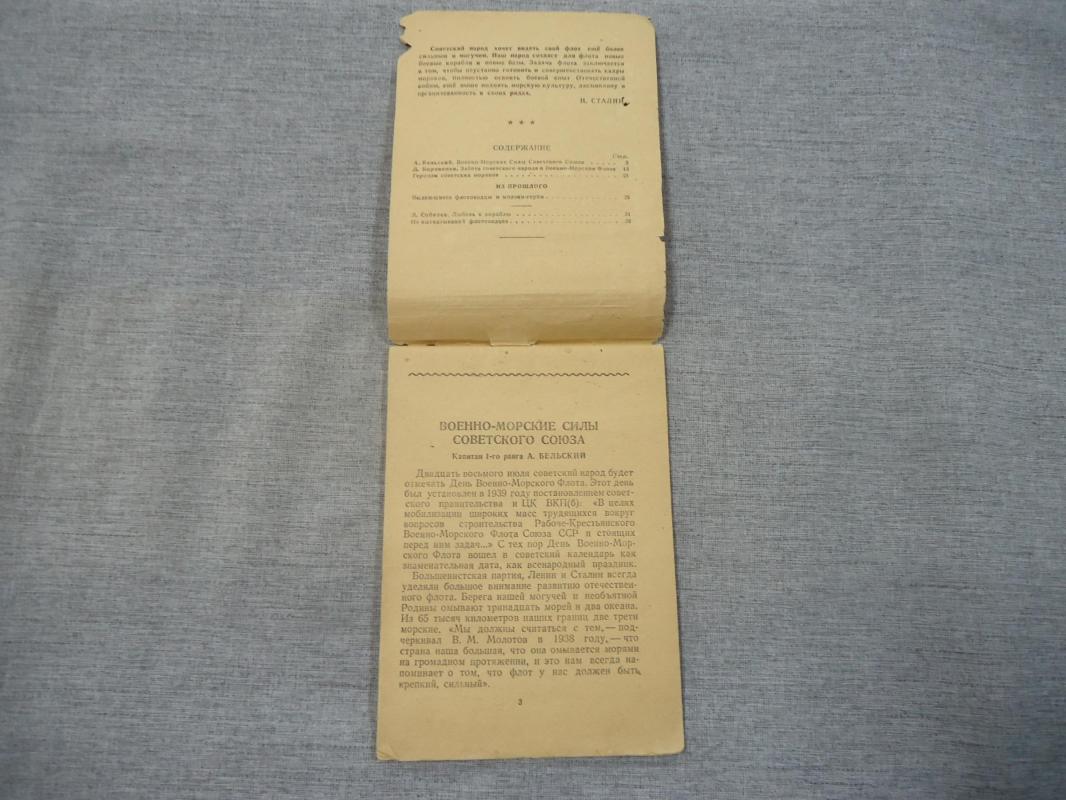 Советский народ хочет видеть свой флот ещё более
сильным и могучим. Наш народ создаст для флота новые
боевые корабли и новые базы. Задача флота заключается
в том, чтобы неустанно готовить и совершенствовать кадры
моряков, полностью освоить боевой опыт Отечественной
войны, ещё выше поднять морскую культуру, дисциплину и
организованность в своих рядах.
И. СТАЛИН.
* * *
СОДЕРЖАНИЕ
Стр.
А. Бельский. Военно-Морские Силы Советского Союза . . . . . 3
Д. Корниенко. Забота советского народа о Военно-Морском Флоте 13
Героизм советских моряков
ИЗ ПРОШЛОГО
Выдающиеся флотоводцы и моряки-герои
Л. Соболев. Любовь к кораблю
ВОЕННО-МОРСКИЕ СИЛЫ
СОВЕТСКОГО СОЮЗА
Капитан 1-го ранга А. БЕЛЬСКИЙ
Двадцать восьмого июля советский народ будет
отмечать День Военно-Морского Флота. Этот день
был установлен в 1939 году постановлением совет-
ского правительства и ЦК ВКП(б): «В целях
мобилизации широких масс трудящихся вокруг
вопросов строительства Рабоче-Крестьянского
Военно-Морского Флота Союза ССР и стоящих
перед ним задач...» С тех пор День Военно-Мор-
ского Флота вошел в советский календарь как
знаменательная дата, как всенародный праздник.
Большевистская партия, Ленин и Сталин всегда
уделяли большое внимание развитию отечествен-
ного флота. Берега нашей могучей и необъятной
Родины омывают тринадцать морей и два океана.
Из 65 тысяч километров наших границ две трети
морские. «Мы должны считаться с тем,—под-
черкивал В. М. Молотов в 1938 году,—что
страна наша большая, что она омывается морями
на громадном протяжении, и это нам всегда на-
поминает о том, что флот у нас должен быть
крепкий, сильный».
3